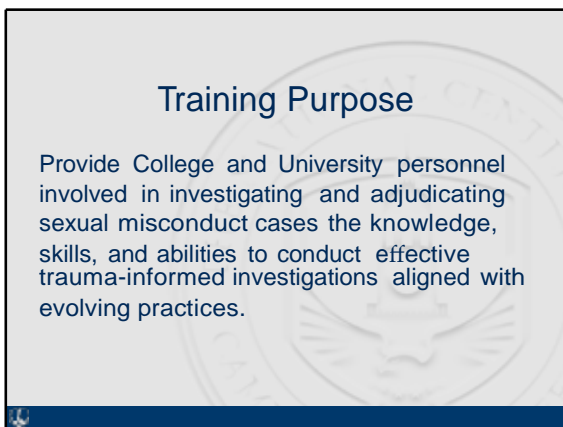 Training Purpose
Provide College and University personnel
involved in investigating and adjudicating
sexual misconduct cases the knowledge,
skills, and abilities to conduct effective
trauma-informed investigations aligned with
evolving practices.